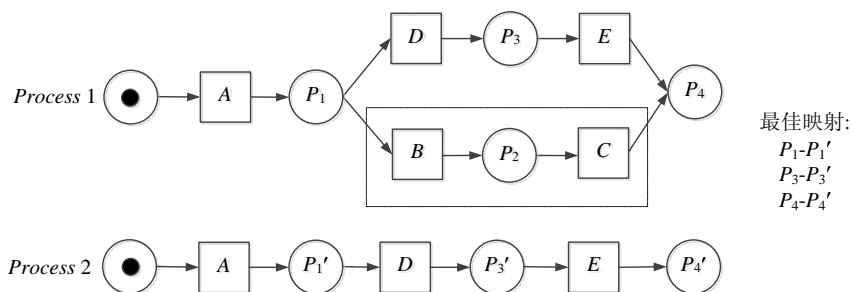 D P₃ E
Process 1 A P₁ P₄
B P₂ C
最佳映射:
P₁-P₁′
P₃-P₃′
P₄-P₄′
Process 2 A P₁′ D P₃′ E P₄′